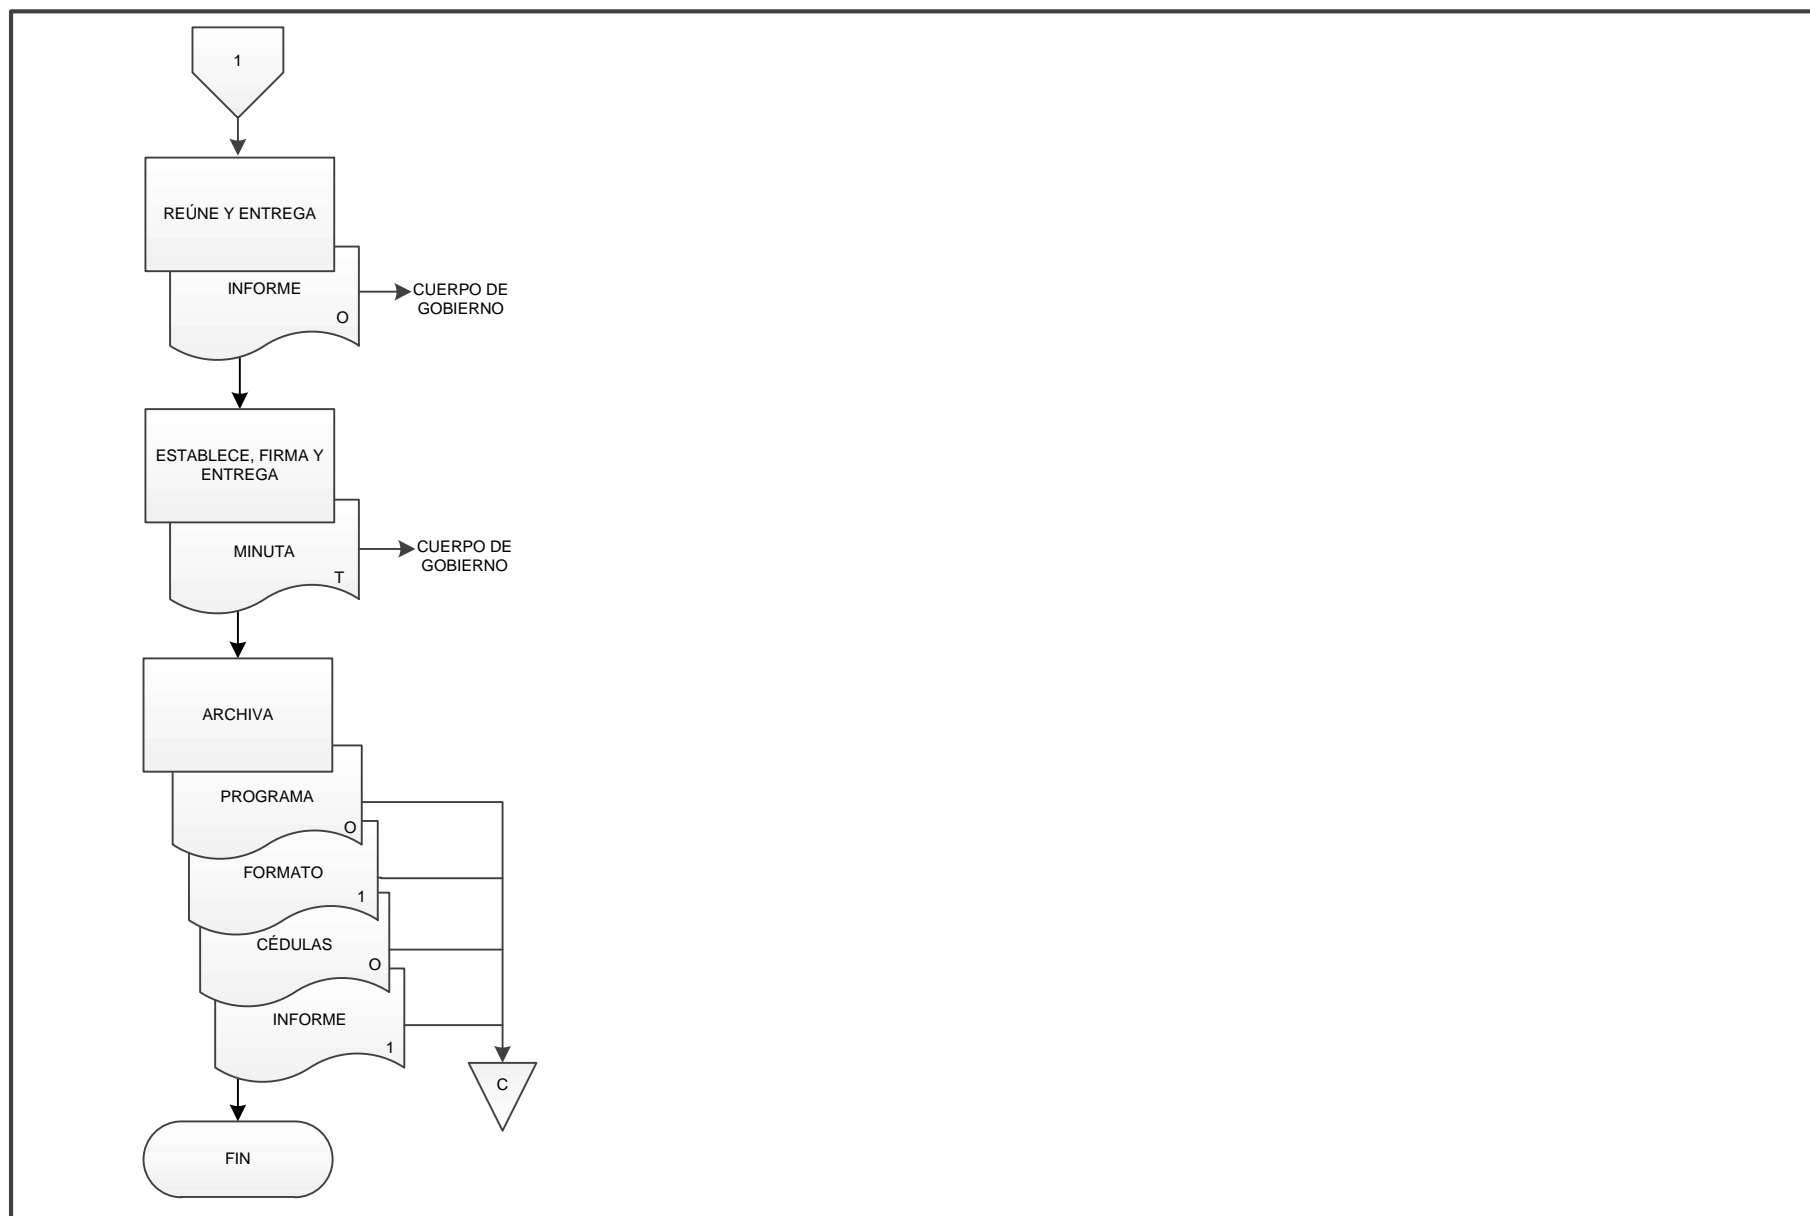 1
REÚNE Y ENTREGA
INFORME
O
CUERPO DE
GOBIERNO
ESTABLECE, FIRMA Y
ENTREGA
MINUTA
T
CUERPO DE
GOBIERNO
ARCHIVA
PROGRAMA
O
FORMATO
1
CÉDULAS
O
INFORME
1
C
FIN